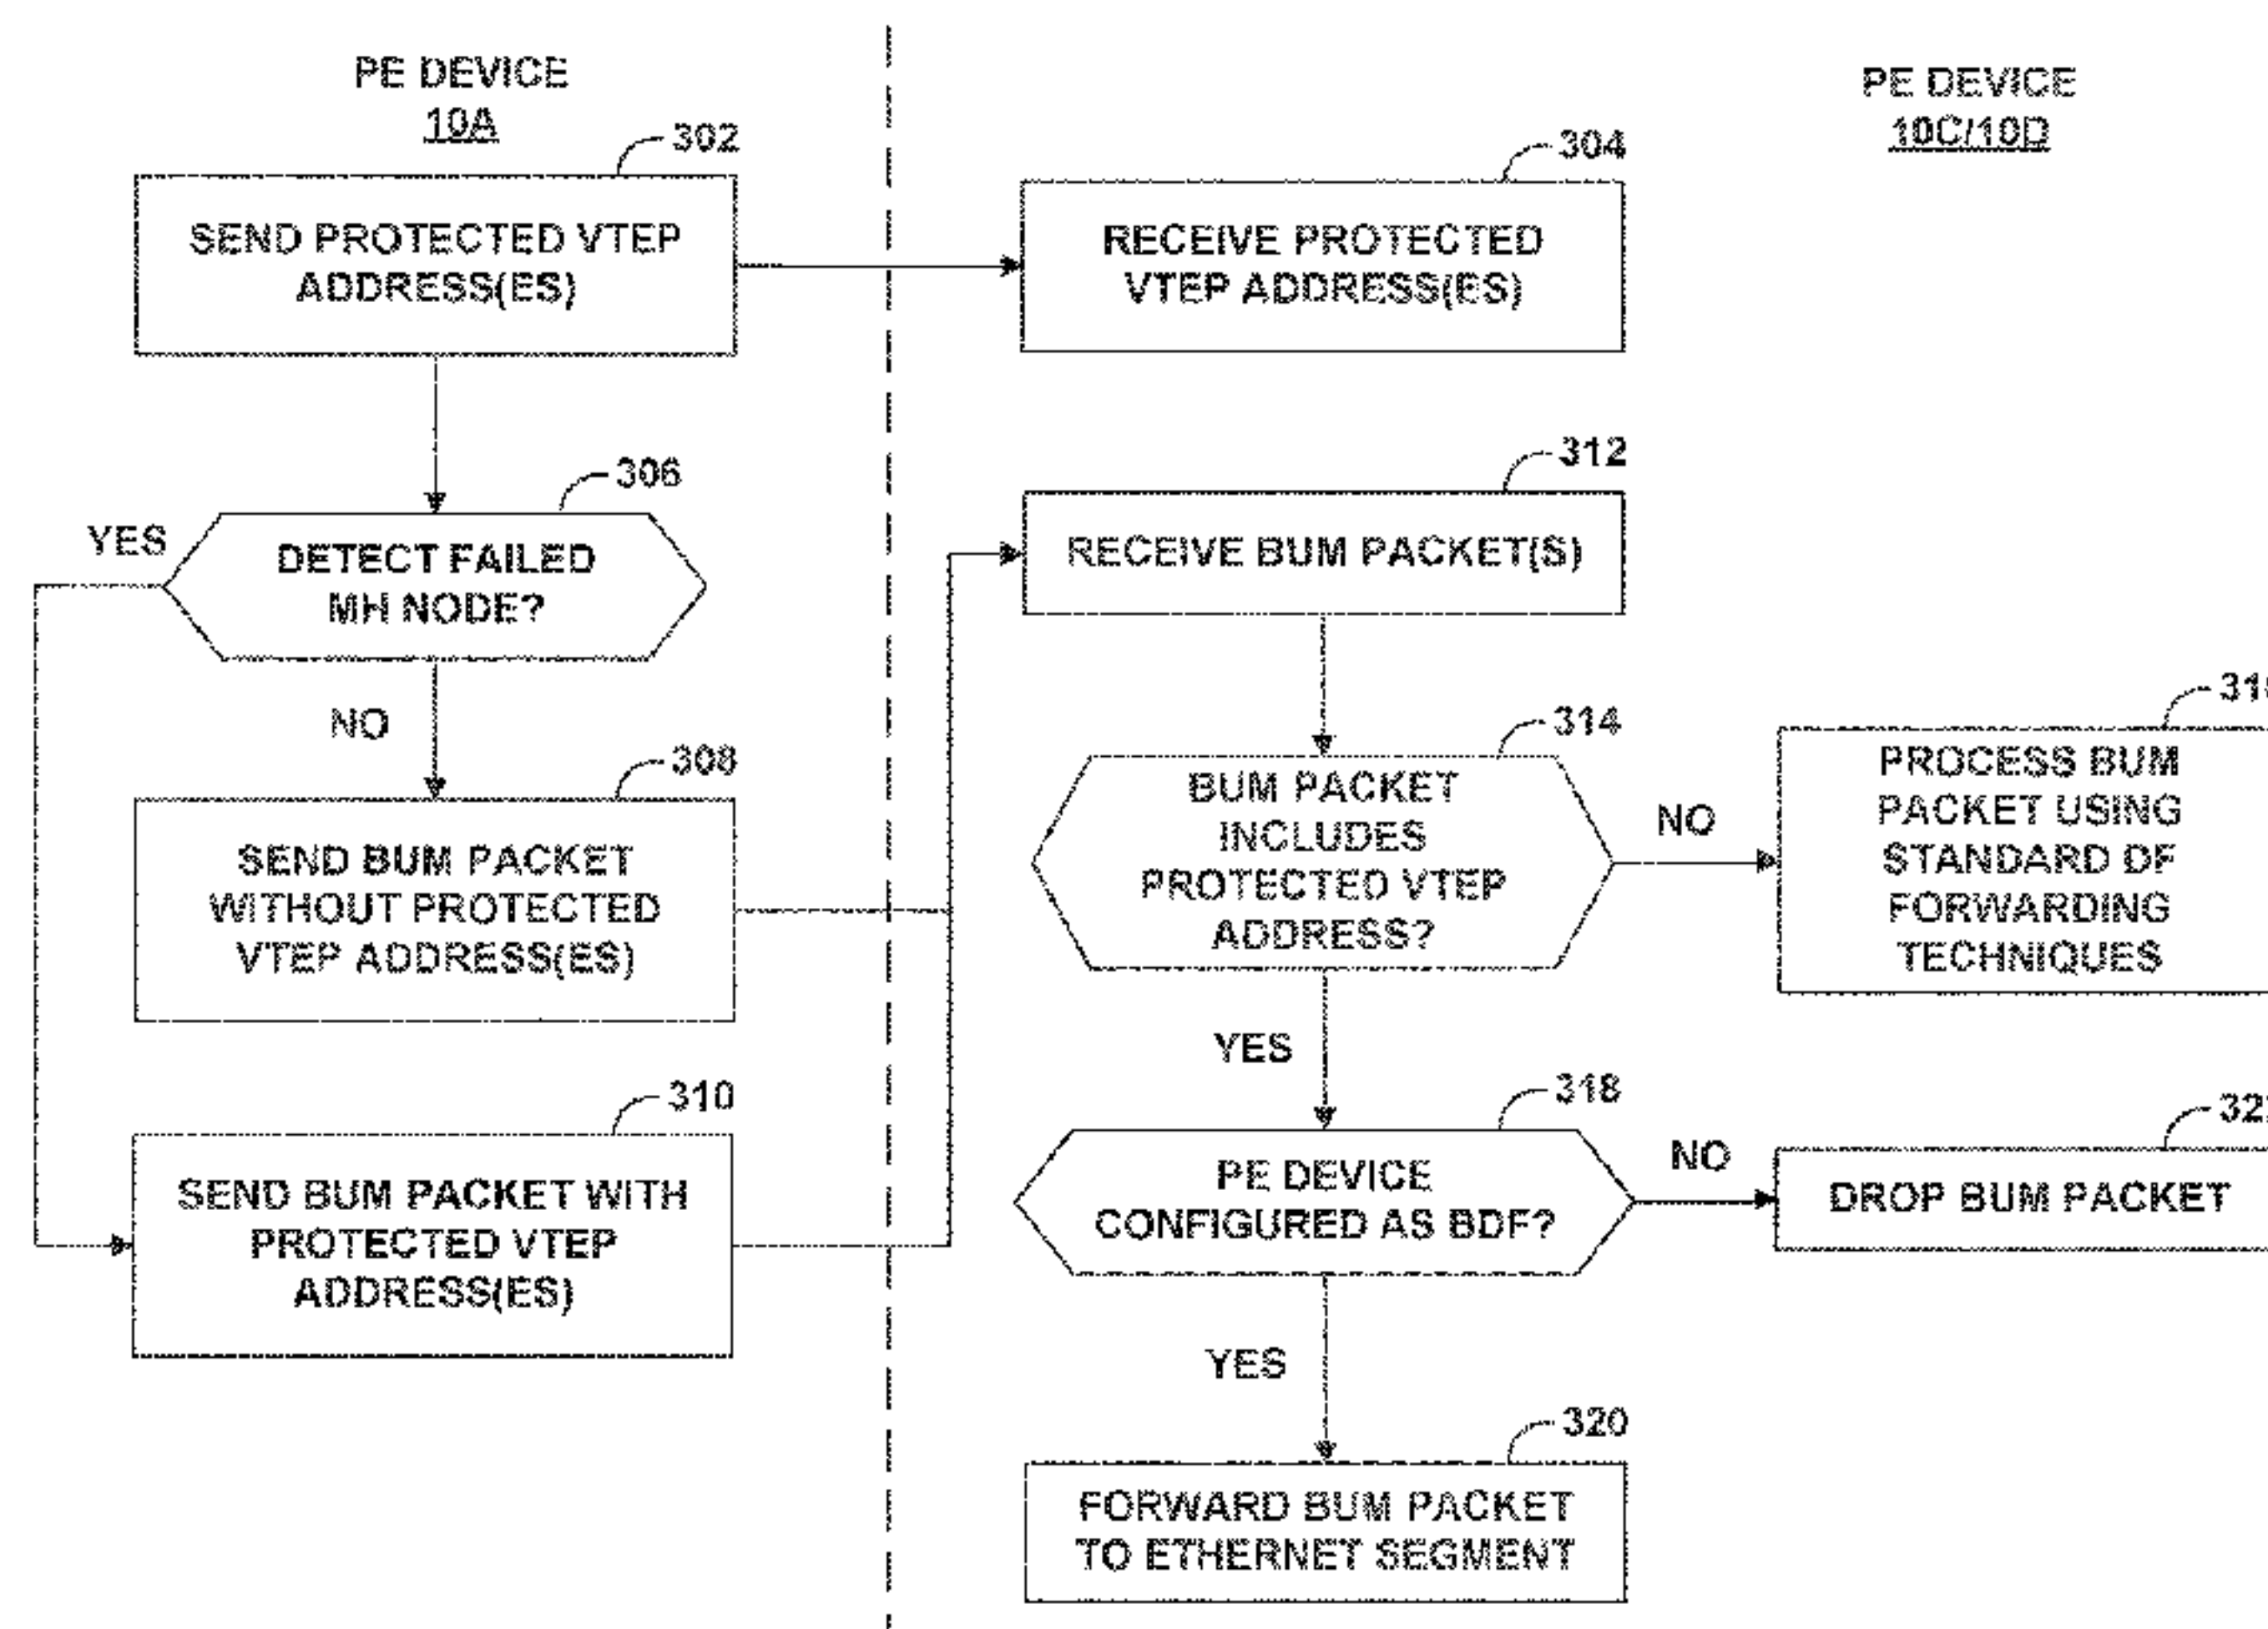 PE DEVICE
10A
302
SEND PROTECTED VTEP
ADDRESS(ES)
306
YES
DETECT FAILED
MH NODE?
NO
308
SEND BUM PACKET
WITHOUT PROTECTED
VTEP ADDRESS(ES)
310
SEND BUM PACKET WITH
PROTECTED VTEP
ADDRESS(ES)
PE DEVICE
10C/10D
304
RECEIVE PROTECTED
VTEP ADDRESS(ES)
312
RECEIVE BUM PACKET(S)
314
BUM PACKET
INCLUDES
PROTECTED VTEP
ADDRESS?
NO
PROCESS BUM
PACKET USING
STANDARD DF
FORWARDING
TECHNIQUES
YES
318
PE DEVICE
CONFIGURED AS BDF?
NO
DROP BUM PACKET
YES
320
FORWARD BUM PACKET
TO ETHERNET SEGMENT